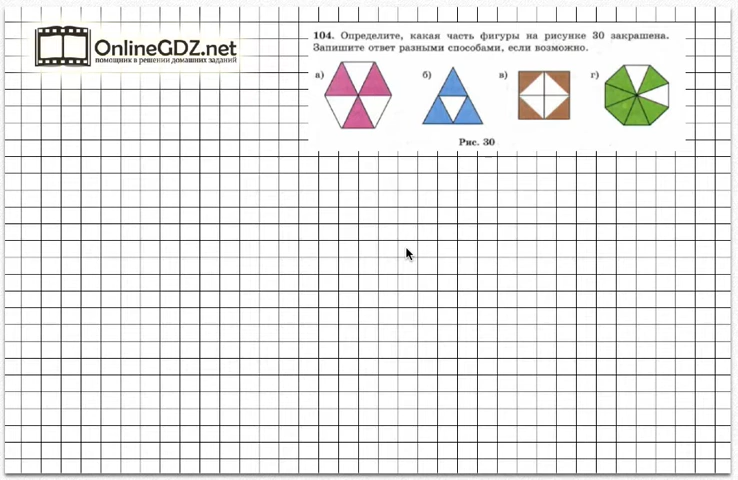 OnlineGDZ.net
помощник в решении домашних заданий
104. Определите, какая часть фигуры на рисунке 30 закрашена.
Запишите ответ разными способами, если возможно.
а) б) в) г)
Рис. 30